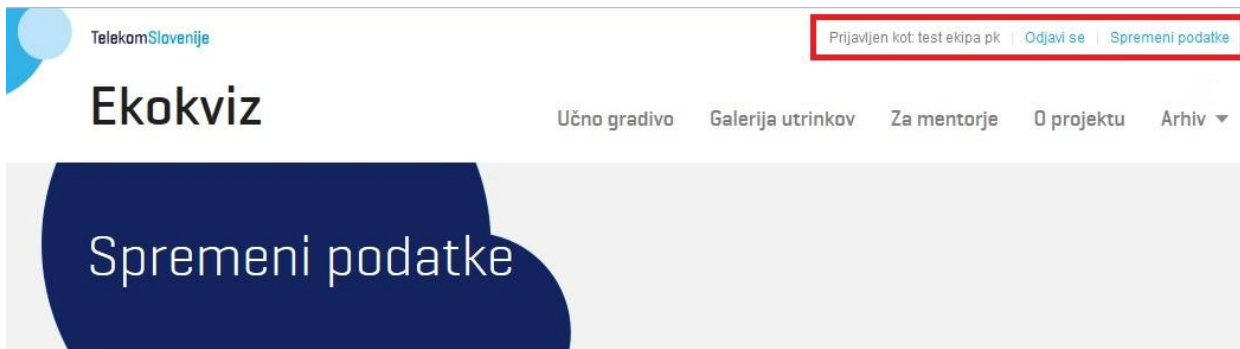 TelekomSlovenije
Prijavljen kot: test ekipa pk | Odjavi se | Spremeni podatke
Ekokviz
Učno gradivo Galerija utrinkov Za mentorje O projektu Arhiv
Spremeni podatke